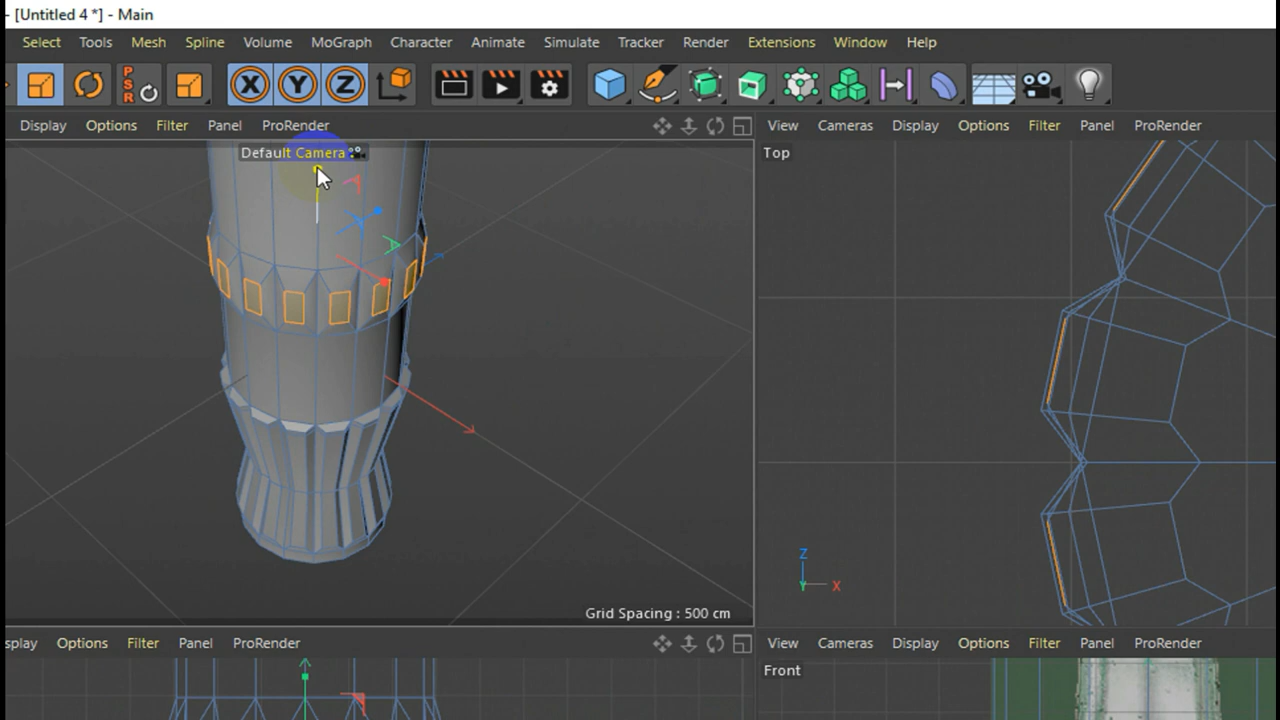 - [Untitled 4 *] - Main
Select Tools Mesh Spline Volume MoGraph Character Animate Simulate Tracker Render Extensions Window Help
P S R X Y Z
Display Options Filter Panel ProRender
View Cameras Display Options Filter Panel ProRender
Default Camera
Top
Z
Y X
Grid Spacing : 500 cm
splay Options Filter Panel ProRender
View Cameras Display Options Filter Panel ProRender
Front